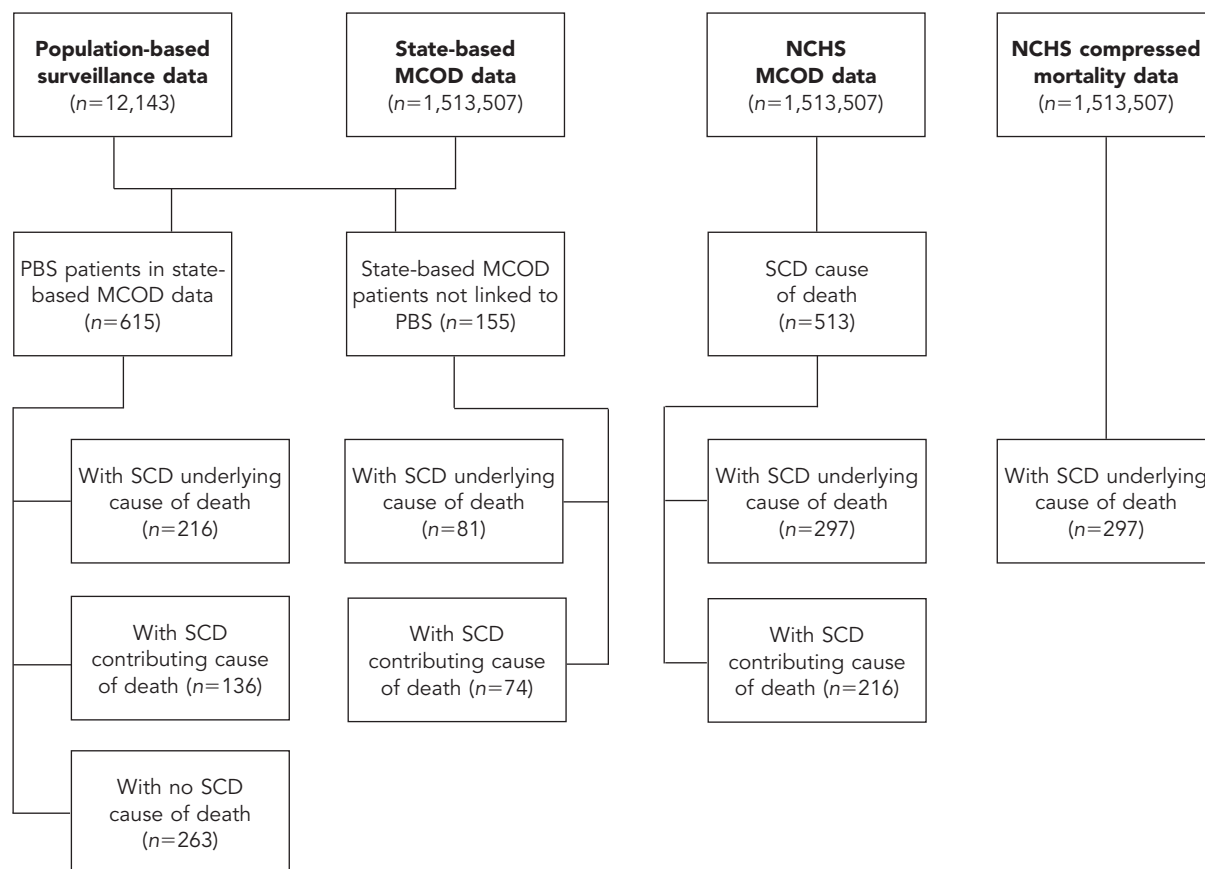 Population-based
surveillance data
(n=12,143)
State-based
MCOD data
(n=1,513,507)
NCHS
MCOD data
(n=1,513,507)
NCHS compressed
mortality data
(n=1,513,507)
PBS patients in state-
based MCOD data
(n=615)
State-based MCOD
patients not linked to
PBS (n=155)
SCD cause
of death
(n=513)
With SCD underlying
cause of death
(n=216)
With SCD underlying
cause of death
(n=81)
With SCD underlying
cause of death
(n=297)
With SCD underlying
cause of death
(n=297)
With SCD
contributing cause
of death (n=136)
With SCD
contributing cause
of death (n=74)
With SCD
contributing cause
of death (n=216)
With no SCD
cause of death
(n=263)